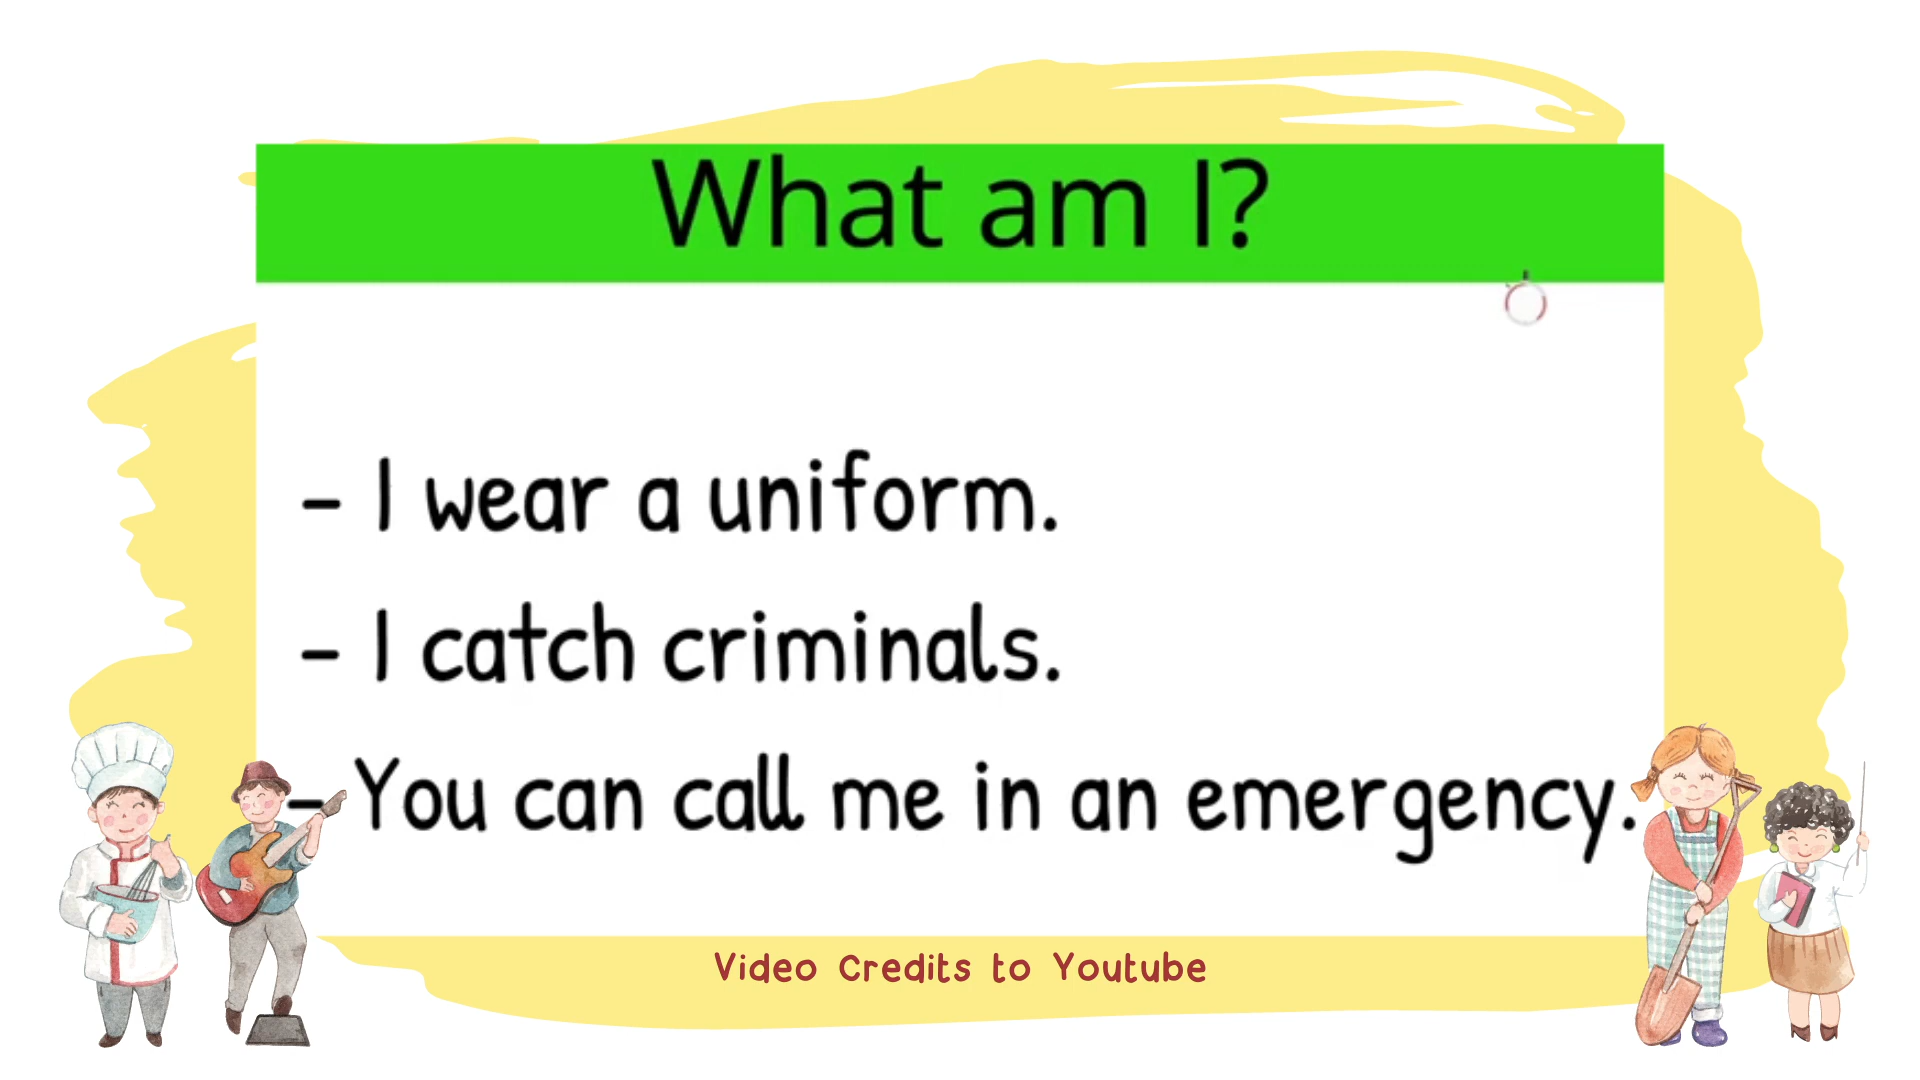 What am I?
- I wear a uniform.
- I catch criminals.
- You can call me in an emergency.
Video Credits to Youtube